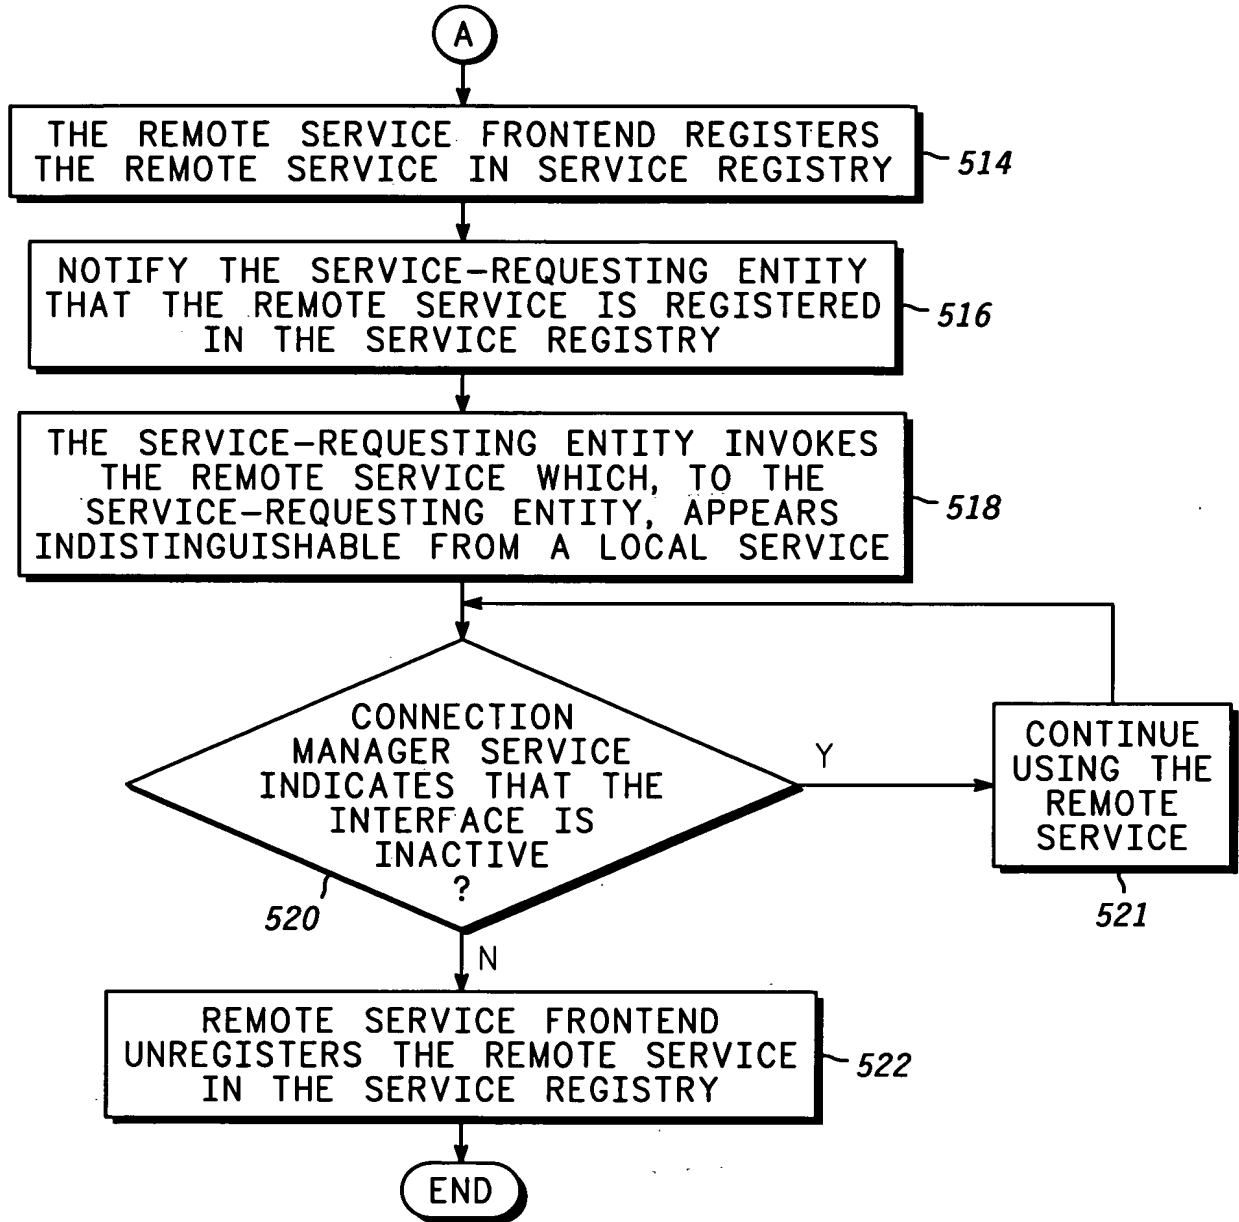 A
THE REMOTE SERVICE FRONTEND REGISTERS
THE REMOTE SERVICE IN SERVICE REGISTRY
514
NOTIFY THE SERVICE-REQUESTING ENTITY
THAT THE REMOTE SERVICE IS REGISTERED
IN THE SERVICE REGISTRY
516
THE SERVICE-REQUESTING ENTITY INVOKES
THE REMOTE SERVICE WHICH, TO THE
SERVICE-REQUESTING ENTITY, APPEARS
INDISTINGUISHABLE FROM A LOCAL SERVICE
518
CONNECTION
MANAGER SERVICE
INDICATES THAT THE
INTERFACE IS
INACTIVE
?
520
Y
CONTINUE
USING THE
REMOTE
SERVICE
521
N
REMOTE SERVICE FRONTEND
UNREGISTERS THE REMOTE SERVICE
IN THE SERVICE REGISTRY
522
END